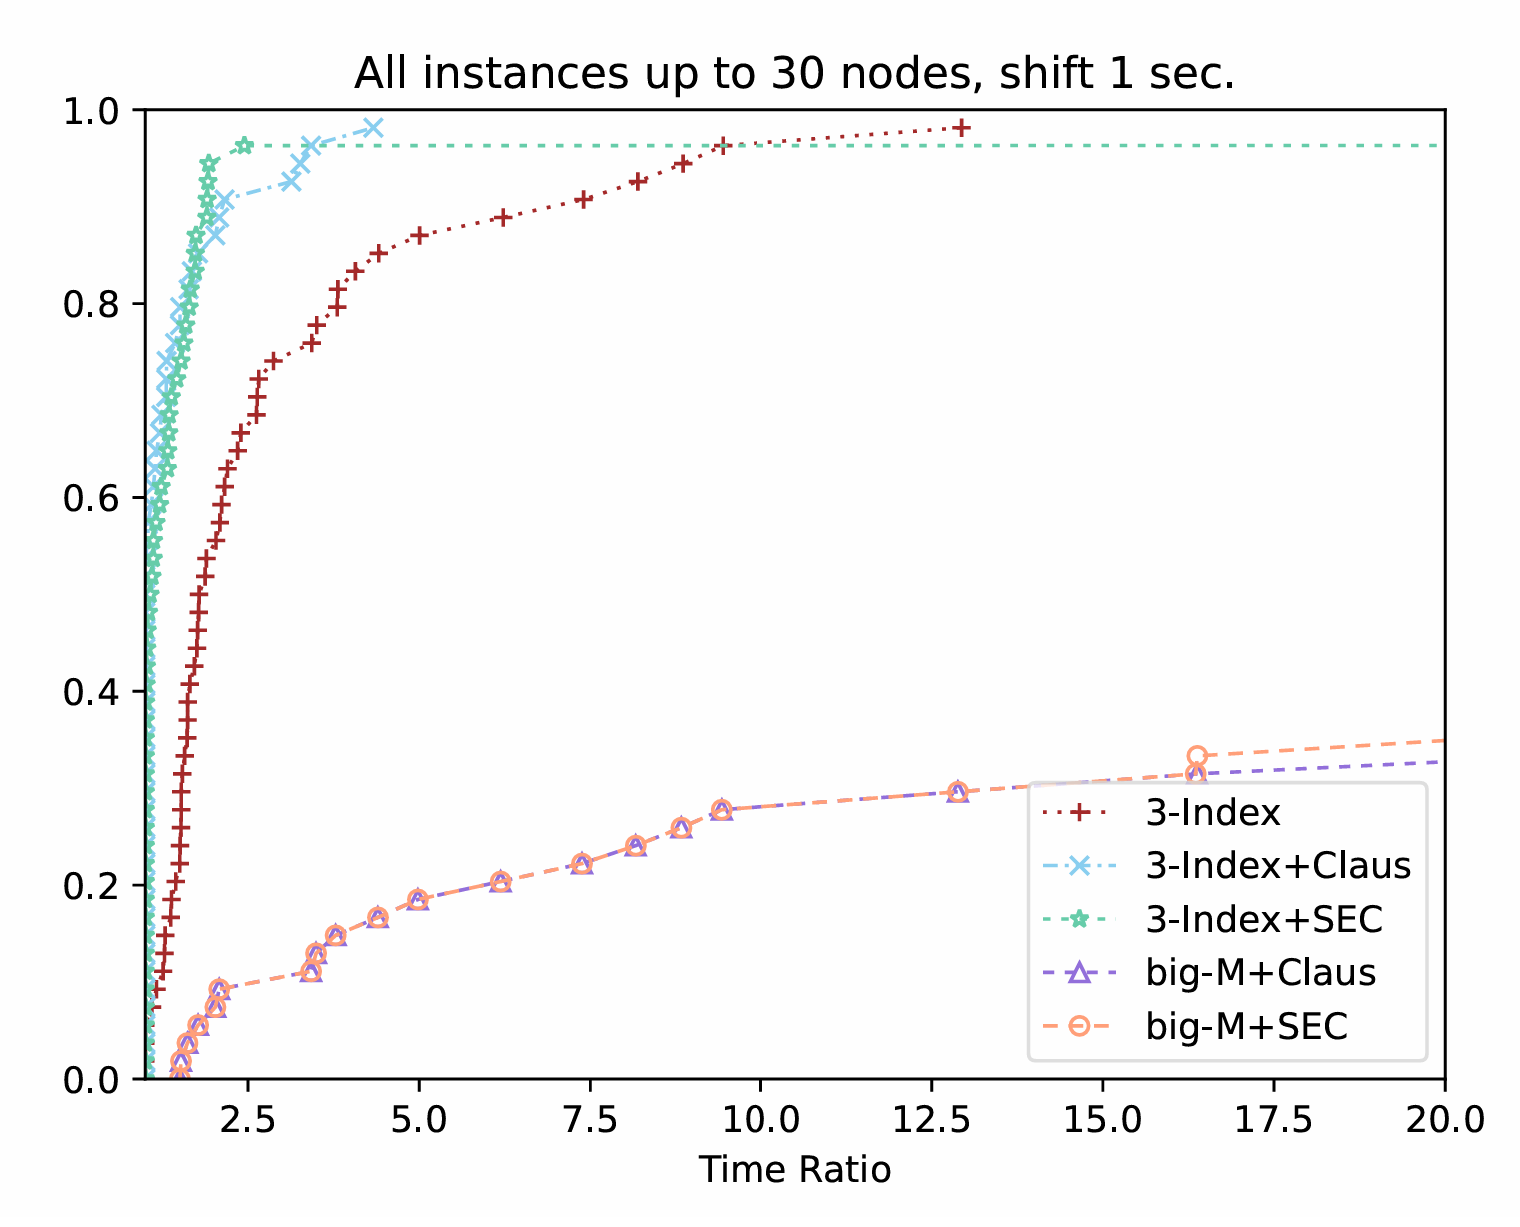 All instances up to 30 nodes, shift 1 sec.
1.0
0.8
0.6
0.4
0.2
0.0
3-Index
3-Index+Claus
3-Index+SEC
big-M+Claus
big-M+SEC
2.5 5.0 7.5 10.0 12.5 15.0 17.5 20.0
Time Ratio